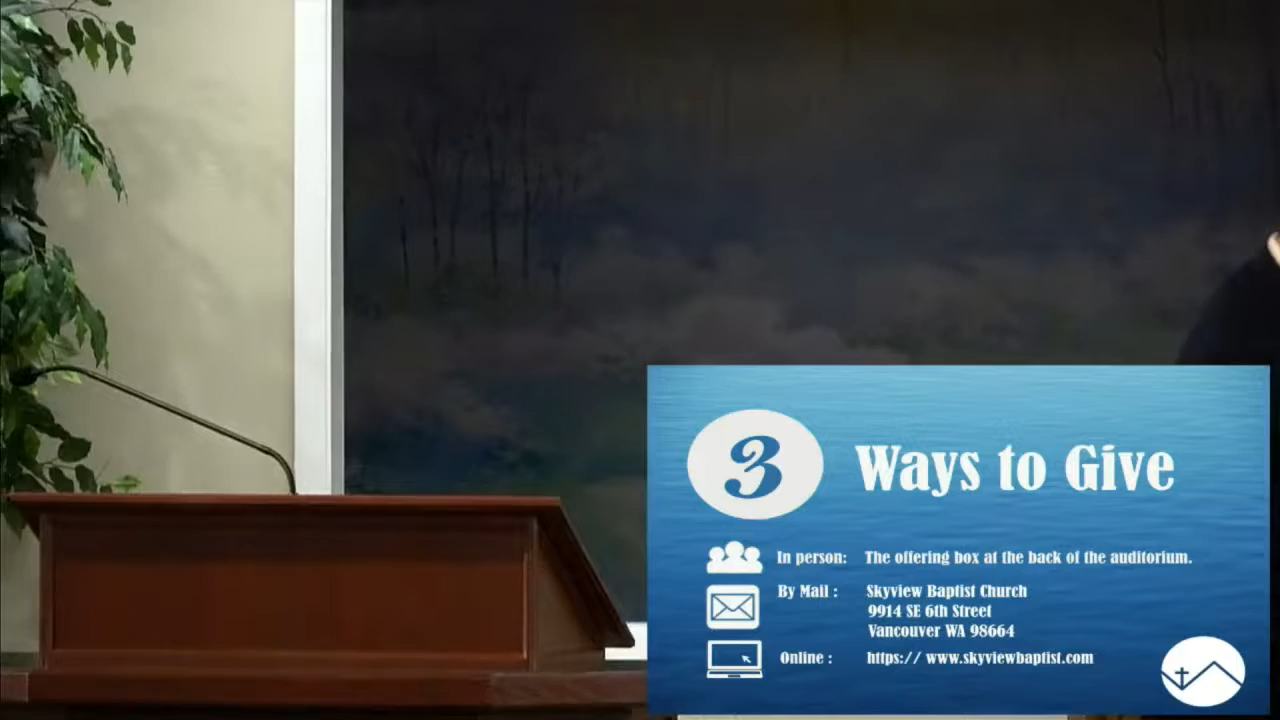 3 Ways to Give
In person: The offering box at the back of the auditorium.
By Mail : Skyview Baptist Church
9914 SE 6th Street
Vancouver WA 98664
Online : https:// www.skyviewbaptist.com